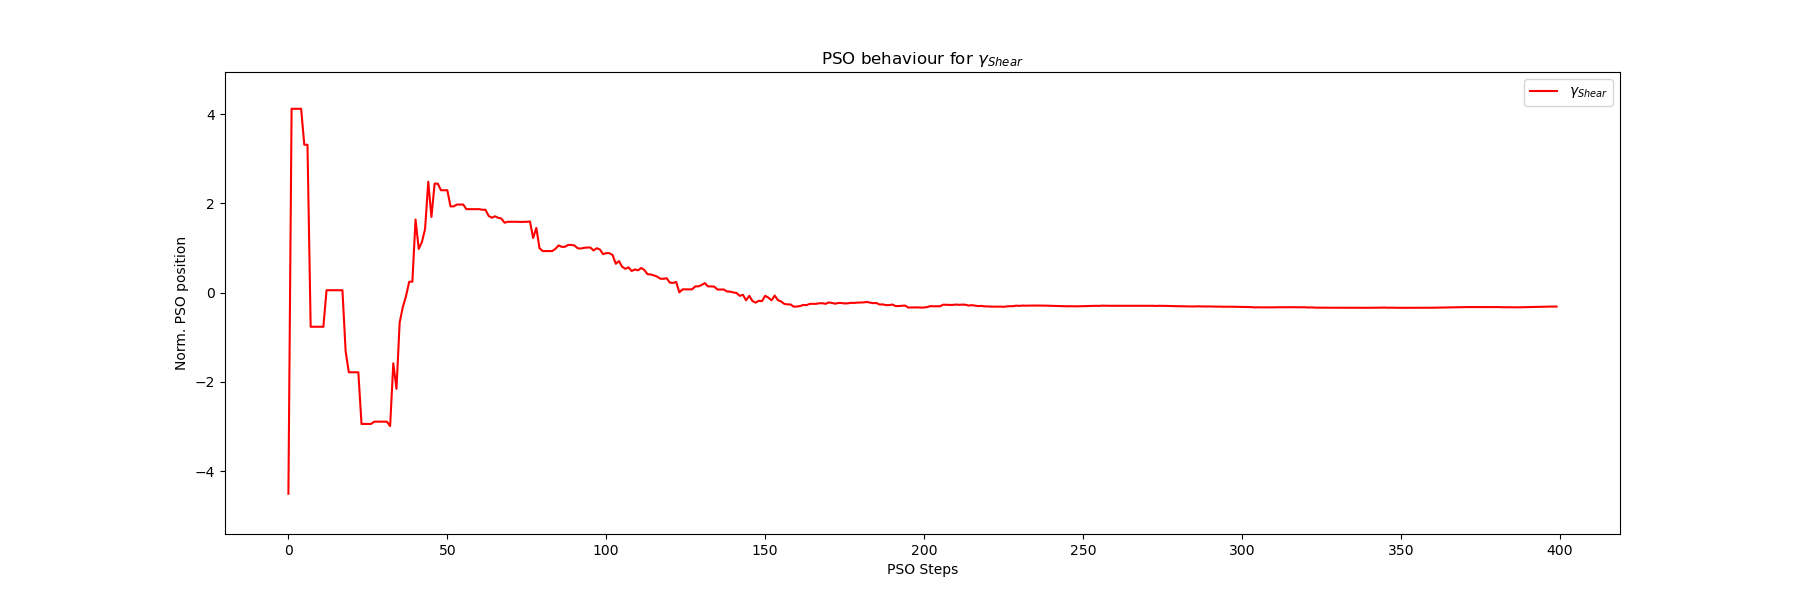 PSO behaviour for γShear
γShear
Norm. PSO position
4
2
0
−2
−4
0 50 100 150 200 250 300 350 400
PSO Steps